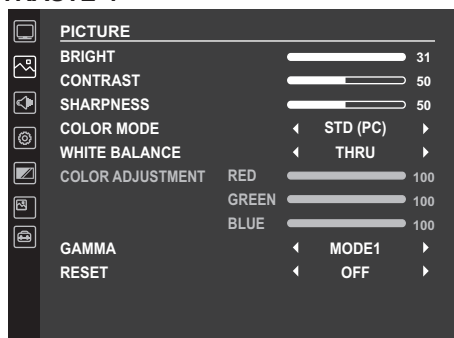 PICTURE
BRIGHT 31
CONTRAST 50
SHARPNESS 50
COLOR MODE STD (PC)
WHITE BALANCE THRU
COLOR ADJUSTMENT RED 100
GREEN 100
BLUE 100
GAMMA MODE1
RESET OFF